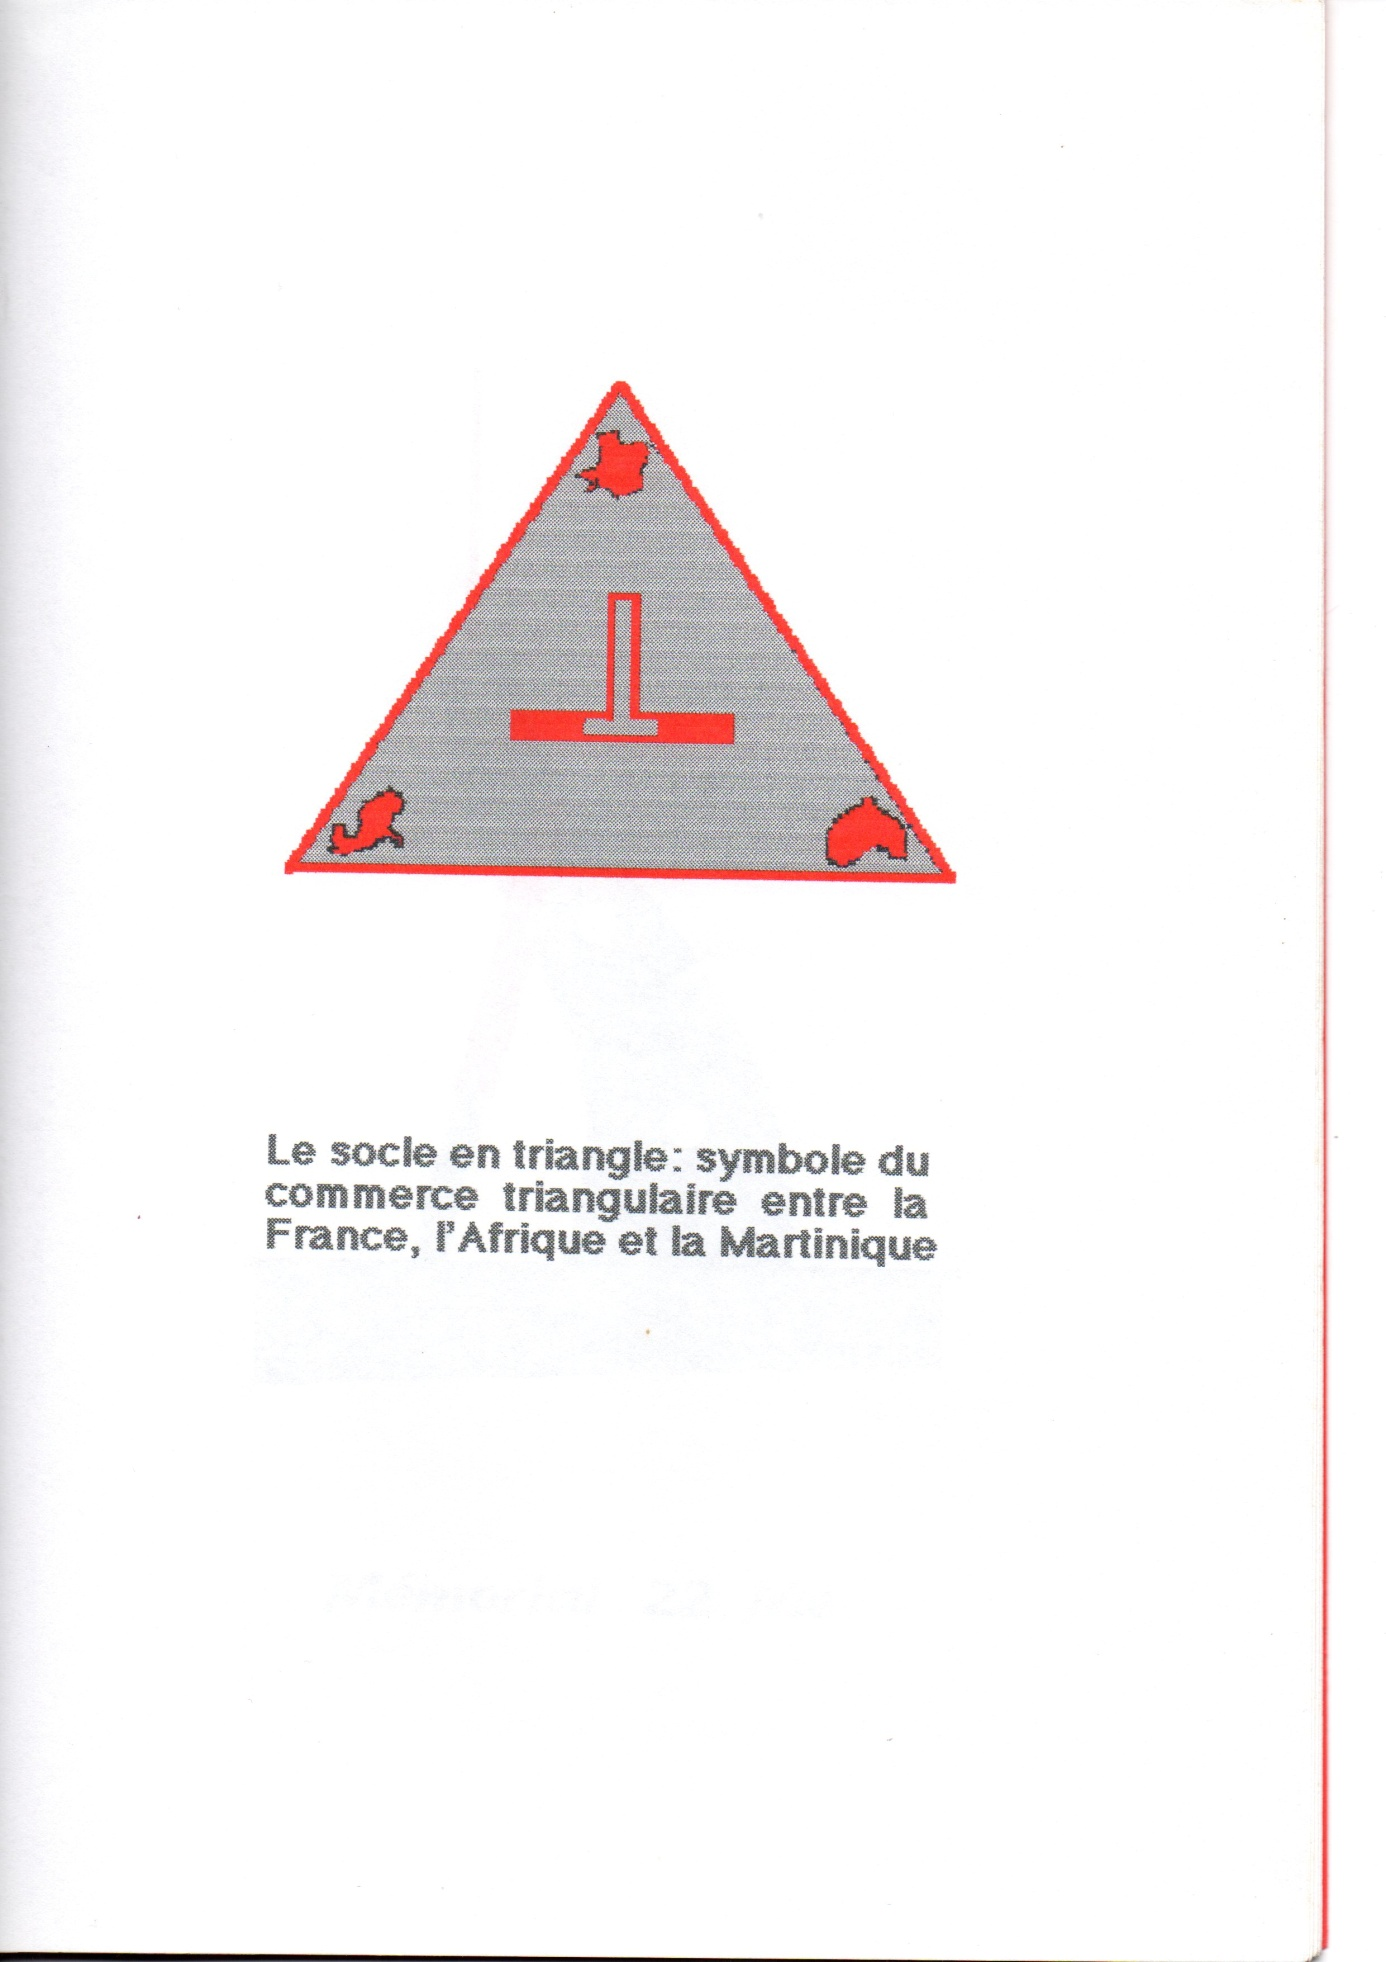 Le socle en triangle: symbole du
commerce triangulaire entre la
France, l'Afrique et la Martinique